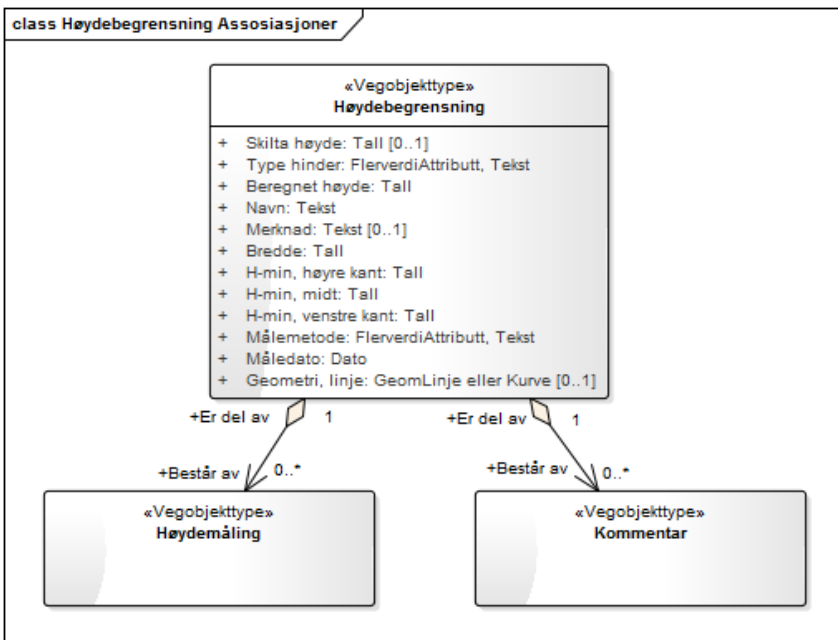 class Høydebegrensning Assosiasjoner
«Vegobjekttype»
Høydebegrensning
+ Skilta høyde: Tall [0..1]
+ Type hinder: FlerverdiAttributt, Tekst
+ Beregnet høyde: Tall
+ Navn: Tekst
+ Merknad: Tekst [0..1]
+ Bredde: Tall
+ H-min, høyre kant: Tall
+ H-min, midt: Tall
+ H-min, venstre kant: Tall
+ Målemetode: FlerverdiAttributt, Tekst
+ Måledato: Dato
+ Geometri, linje: GeomLinje eller Kurve [0..1]
+Er del av 1 +Er del av 1
+Består av 0..* +Består av 0..*
«Vegobjekttype»
Høydemåling
«Vegobjekttype»
Kommentar